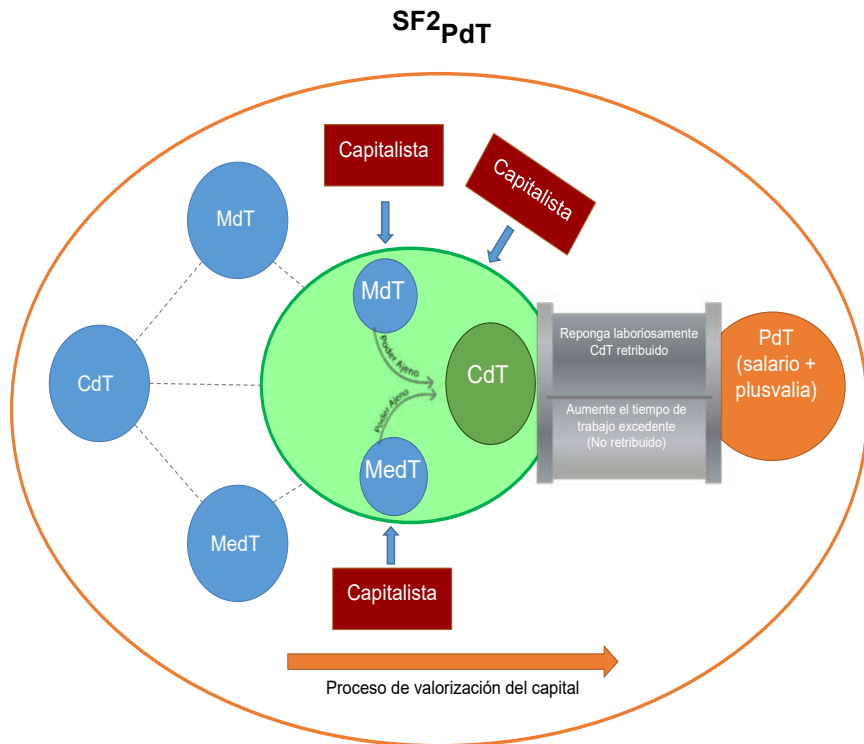 SF2PdT
Capitalista
Capitalista
MdT
MdT
Poder Ajeno
CdT
CdT
Poder Ajeno
MedT
MedT
Reponga laboriosamente
CdT retribuido
Aumente el tiempo de
trabajo excedente
(No retribuido)
PdT
(salario +
plusvalia)
Capitalista
Proceso de valorización del capital